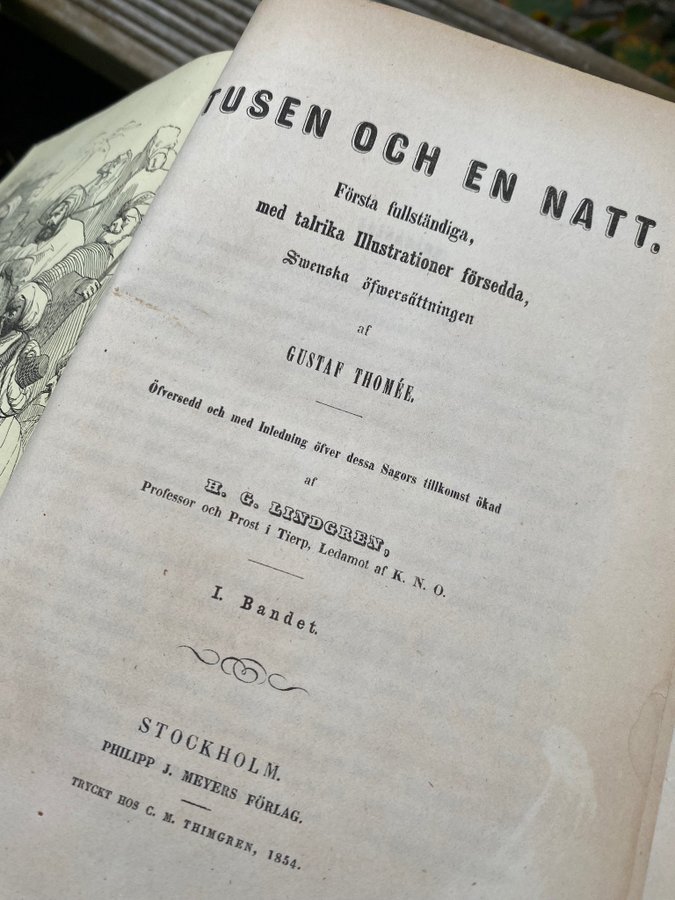 TUSEN OCH EN NATT.
Första fullständiga,
med talrika Illustrationer försedda,
Swenska öfwersättningen
af
GUSTAF THOMÉE.
Öfversedd och med Inledning öfver dessa Sagors tillkomst ökad
af
H. G. LINDGREN,
Professor och Prost i Tierp, Ledamot af K. N. O.
I. Bandet.
STOCKHOLM.
PHILIPP J. MEYERS FÖRLAG.
TRYCKT HOS C. M. THIMGREN, 1854.